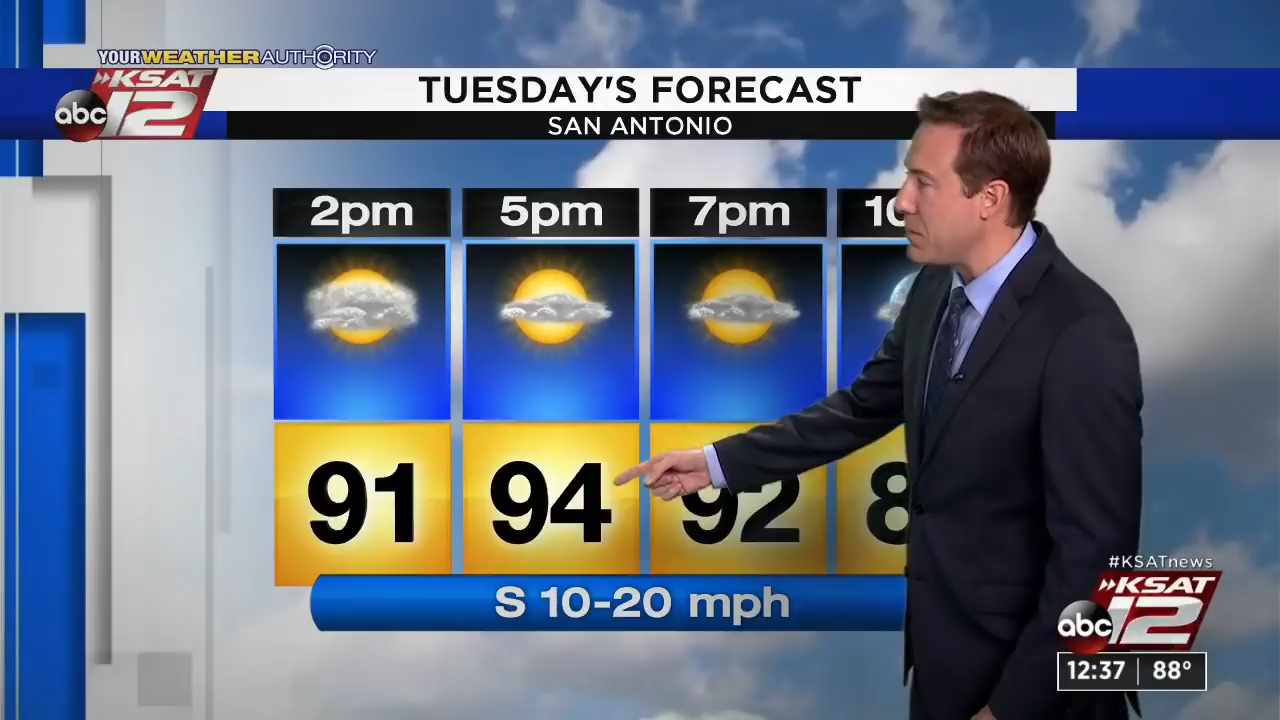 YOURWEATHERAUTHORITY
KSAT
abc 12
TUESDAY'S FORECAST
SAN ANTONIO
2pm 5pm 7pm
91 94 92
S 10-20 mph
#KSATnews
KSAT
abc 12
12:37 88°